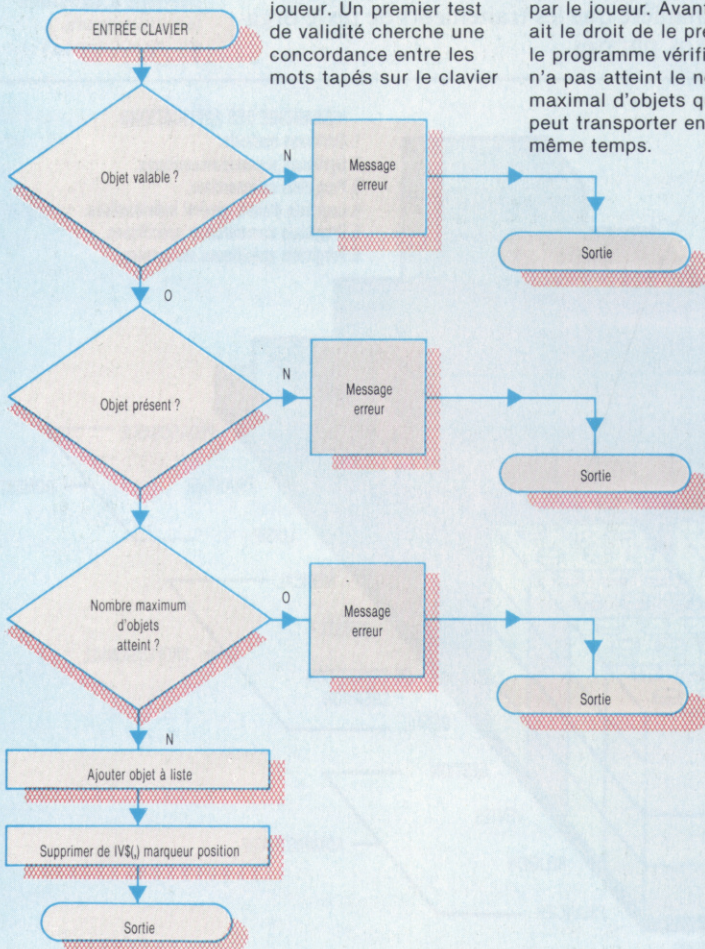 joueur. Un premier test
de validité cherche une
concordance entre les
mots tapés sur le clavier
par le joueur. Avant
ait le droit de le
le programme
n'a pas atteint le
maximal d'objets
peut transporter en
même temps.
ENTRÉE CLAVIER
Objet valable ?
N
Message
erreur
Sortie
O
Objet présent ?
N
Message
erreur
Sortie
Nombre maximum
d'objets
atteint ?
O
Message
erreur
Sortie
N
Ajouter objet à liste
Supprimer de IV$(,) marqueur position
Sortie